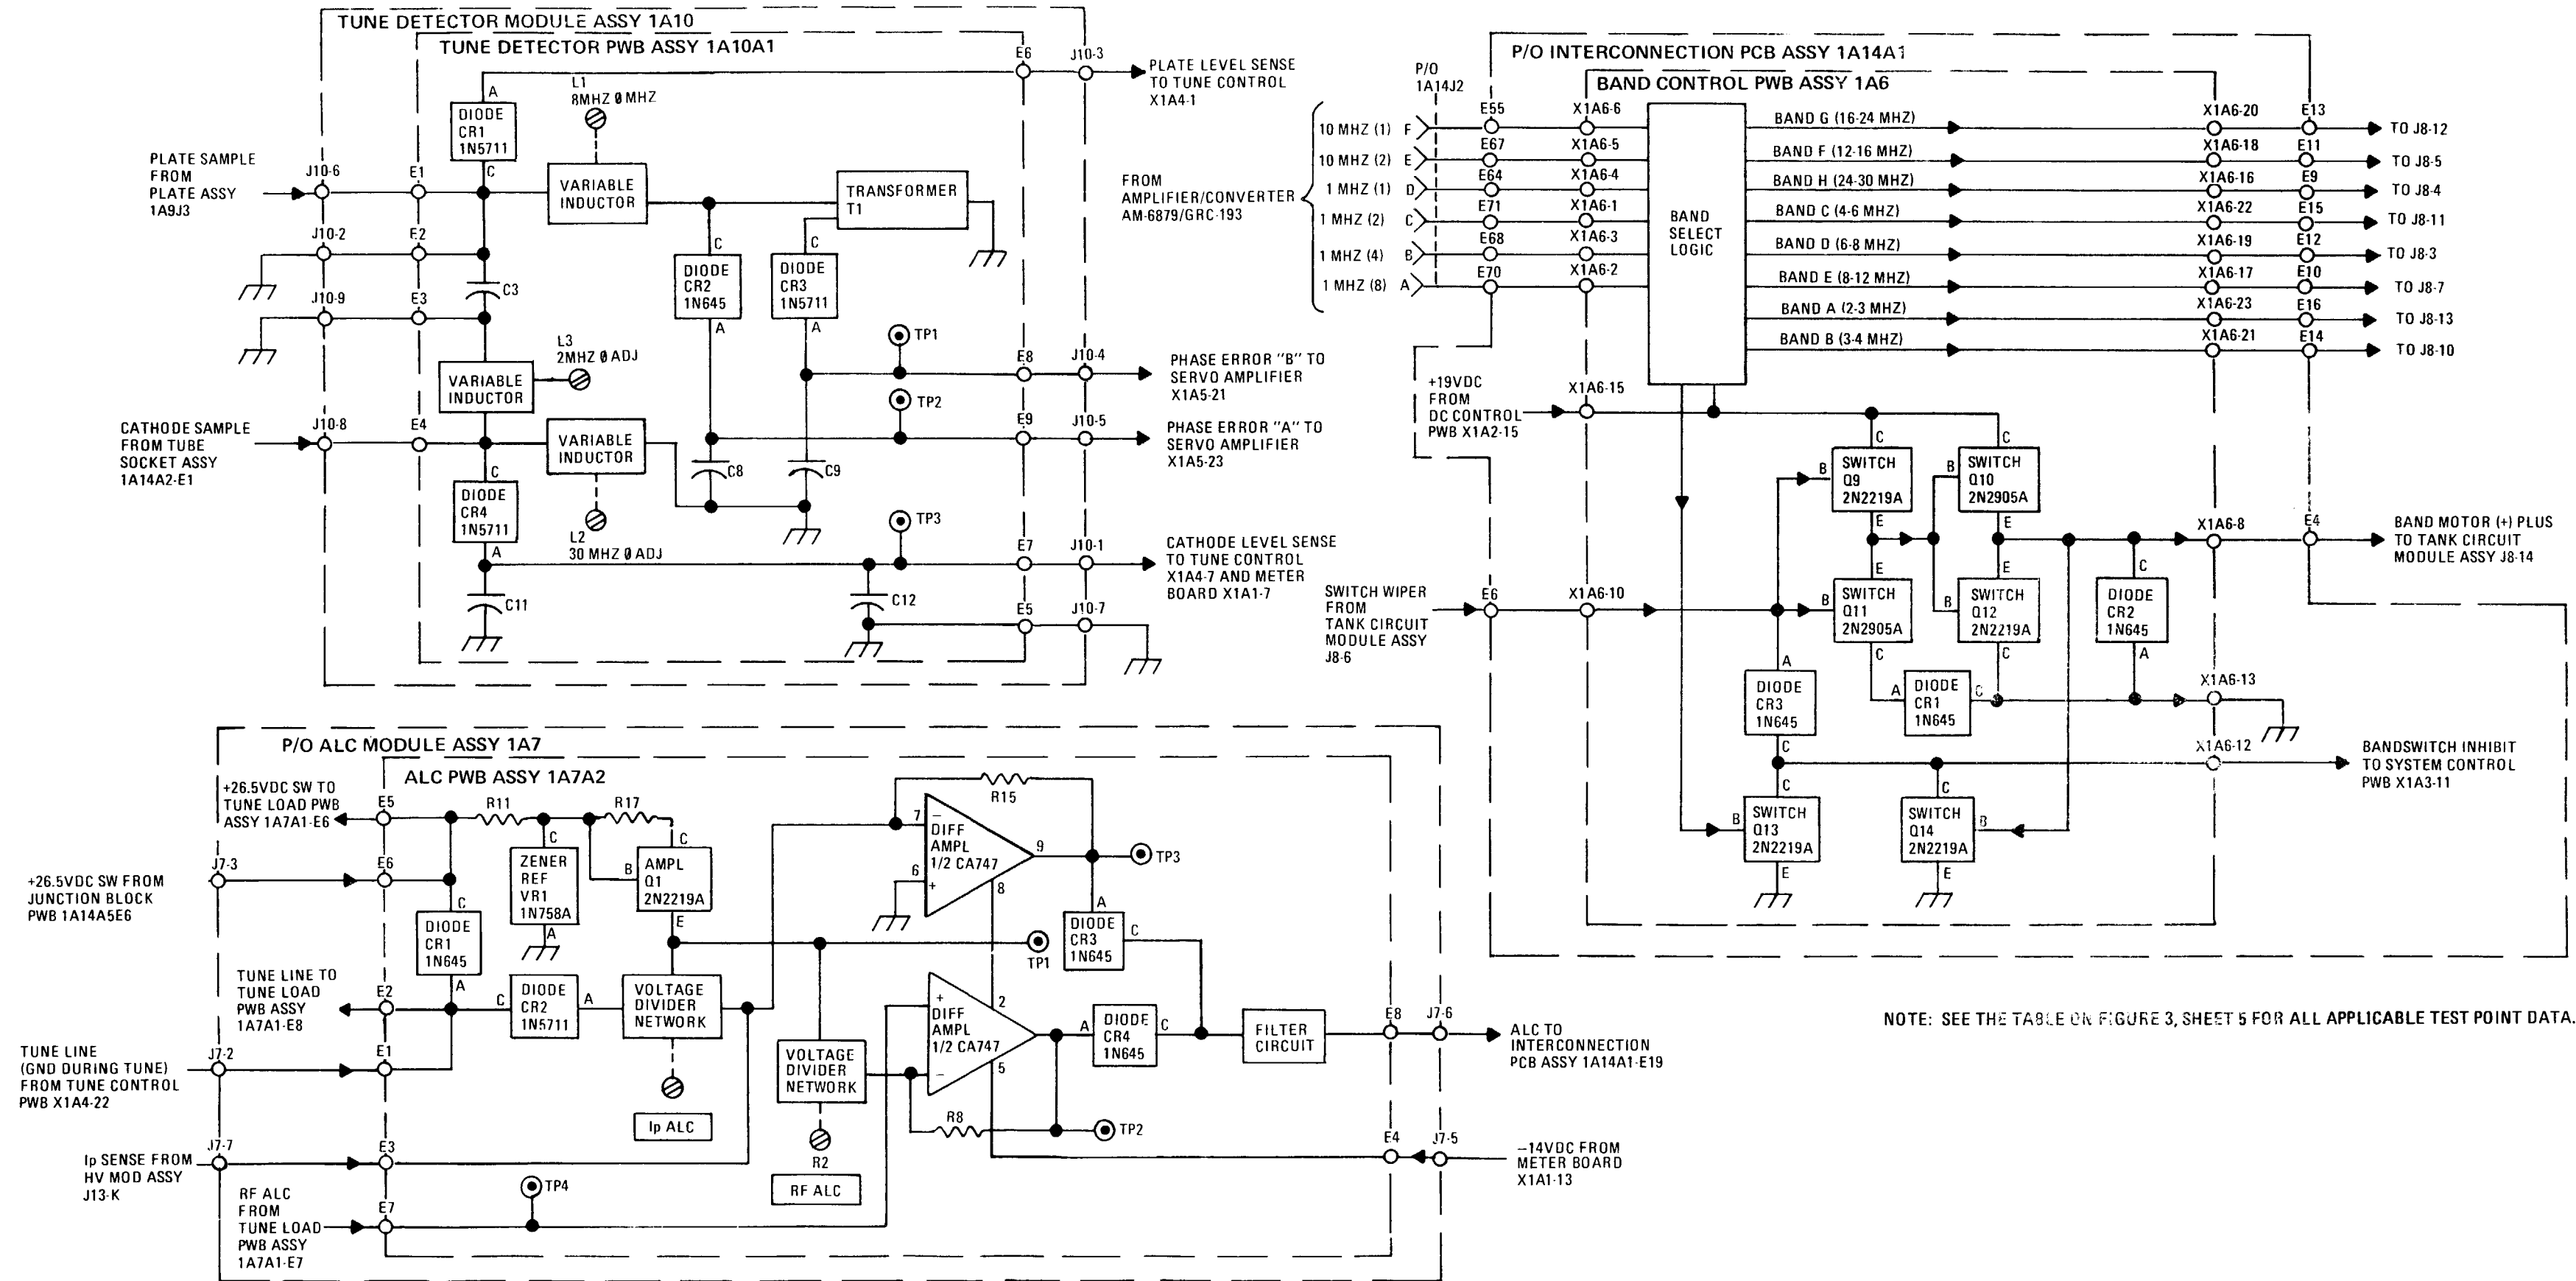 TUNE DETECTOR MODULE ASSY 1A10
TUNE DETECTOR PWB ASSY 1A10A1
E6
J10-3
PLATE LEVEL SENSE
TO TUNE CONTROL
X1A4-1
L1
8MHZ 0 MHZ
A
DIODE
CR1
1N5711
C
PLATE SAMPLE
FROM
PLATE ASSY
1A9J3
J10-6
E1
VARIABLE
INDUCTOR
TRANSFORMER
T1
J10-2
E2
C
DIODE
CR2
1N645
A
C
DIODE
CR3
1N5711
A
C3
J10-9
E3
TP1
L3
2MHZ 0 ADJ
VARIABLE
INDUCTOR
E8
J10-4
PHASE ERROR "B" TO
SERVO AMPLIFIER
X1A5-21
TP2
CATHODE SAMPLE
FROM TUBE
SOCKET ASSY
1A14A2-E1
J10-8
E4
VARIABLE
INDUCTOR
E9
J10-5
PHASE ERROR "A" TO
SERVO AMPLIFIER
X1A5-23
C8
C9
C
DIODE
CR4
1N5711
A
L2
30 MHZ 0 ADJ
TP3
E7
J10-1
CATHODE LEVEL SENSE
TO TUNE CONTROL
X1A4-7 AND METER
BOARD X1A1-7
C11
C12
E5
J10-7
P/O INTERCONNECTION PCB ASSY 1A14A1
BAND CONTROL PWB ASSY 1A6
P/O
1A14J2
FROM
AMPLIFIER/CONVERTER
AM-6879/GRC-193
10 MHZ (1) F
E55
X1A6-6
10 MHZ (2) E
E67
X1A6-5
1 MHZ (1) D
E64
X1A6-4
1 MHZ (2) C
E71
X1A6-1
1 MHZ (4) B
E68
X1A6-3
1 MHZ (8) A
E70
X1A6-2
BAND
SELECT
LOGIC
BAND G (16-24 MHZ)
X1A6-20
E13
TO J8-12
BAND F (12-16 MHZ)
X1A6-18
E11
TO J8-5
BAND H (24-30 MHZ)
X1A6-16
E9
TO J8-4
BAND C (4-6 MHZ)
X1A6-22
E15
TO J8-11
BAND D (6-8 MHZ)
X1A6-19
E12
TO J8-3
BAND E (8-12 MHZ)
X1A6-17
E10
TO J8-7
BAND A (2-3 MHZ)
X1A6-23
E16
TO J8-13
BAND B (3-4 MHZ)
X1A6-21
E14
TO J8-10
+19VDC
FROM
DC CONTROL
PWB X1A2-15
X1A6-15
C
B
SWITCH
Q9
2N2219A
E
C
B
SWITCH
Q10
2N2905A
E
X1A6-8
E4
BAND MOTOR (+) PLUS
TO TANK CIRCUIT
MODULE ASSY J8-14
SWITCH WIPER
FROM
TANK CIRCUIT
MODULE ASSY
J8-6
E6
X1A6-10
E
B
SWITCH
Q11
2N2905A
C
E
B
SWITCH
Q12
2N2219A
C
C
DIODE
CR2
1N645
A
A
DIODE
CR3
1N645
C
A
DIODE
CR1
1N645
C
X1A6-13
X1A6-12
BANDSWITCH INHIBIT
TO SYSTEM CONTROL
PWB X1A3-11
C
B
SWITCH
Q13
2N2219A
E
C
SWITCH
Q14
2N2219A
B
E
P/O ALC MODULE ASSY 1A7
ALC PWB ASSY 1A7A2
+26.5VDC SW TO
TUNE LOAD PWB
ASSY 1A7A1-E6
E5
R11
R17
C
ZENER
REF
VR1
1N758A
A
C
B
AMPL
Q1
2N2219A
E
R15
7
–
DIFF
AMPL
1/2 CA747
6
+
9
8
TP3
J7-3
E6
+26.5VDC SW FROM
JUNCTION BLOCK
PWB 1A14A5E6
C
DIODE
CR1
1N645
A
TP1
A
DIODE
CR3
1N645
C
TUNE LINE TO
TUNE LOAD
PWB ASSY
1A7A1-E8
E2
C
DIODE
CR2
1N5711
A
VOLTAGE
DIVIDER
NETWORK
Ip ALC
TUNE LINE
(GND DURING TUNE)
FROM TUNE CONTROL
PWB X1A4-22
J7-2
E1
VOLTAGE
DIVIDER
NETWORK
R2
RF ALC
+
DIFF
AMPL
1/2 CA747
–
2
5
A
DIODE
CR4
1N645
C
FILTER
CIRCUIT
E8
J7-6
ALC TO
INTERCONNECTION
PCB ASSY 1A14A1-E19
R8
TP2
Ip SENSE FROM
HV MOD ASSY
J13-K
J7-7
E3
E4
J7-5
–14VDC FROM
METER BOARD
X1A1-13
RF ALC
FROM
TUNE LOAD
PWB ASSY
1A7A1-E7
E7
TP4
NOTE: SEE THE TABLE ON FIGURE 3, SHEET 5 FOR ALL APPLICABLE TEST POINT DATA.